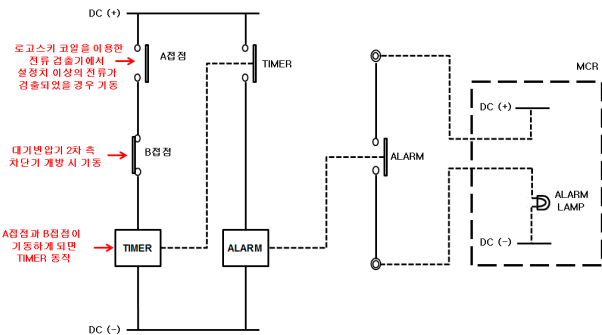 DC (+)
로고스키 코일을 이용한
전류 검출기에서
설정치 이상의 전류가
검출되었을 경우 기동
A접점
TIMER
MCR
DC (+)
대기변압기 2차 측
차단기 개방 시 기동
B접점
ALARM
ALARM
LAMP
A접점과 B접점이
기동하게 되면
TIMER 동작
TIMER
ALARM
DC (-)
DC (-)